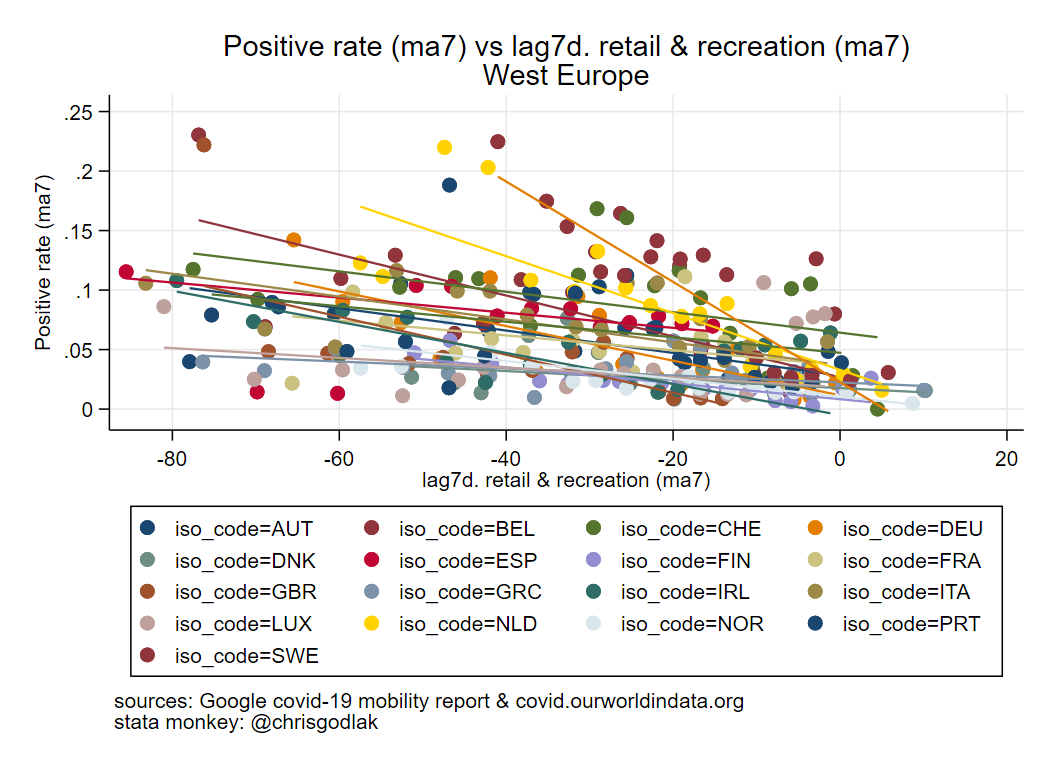 Positive rate (ma7) vs lag7d. retail & recreation (ma7)
West Europe
Positive rate (ma7)
.25
.2
.15
.1
.05
0
-80 -60 -40 -20 0 20
lag7d. retail & recreation (ma7)
iso_code=AUT iso_code=BEL iso_code=CHE iso_code=DEU
iso_code=DNK iso_code=ESP iso_code=FIN iso_code=FRA
iso_code=GBR iso_code=GRC iso_code=IRL iso_code=ITA
iso_code=LUX iso_code=NLD iso_code=NOR iso_code=PRT
iso_code=SWE
sources: Google covid-19 mobility report & covid.ourworldindata.org
stata monkey: @chrisgodlak